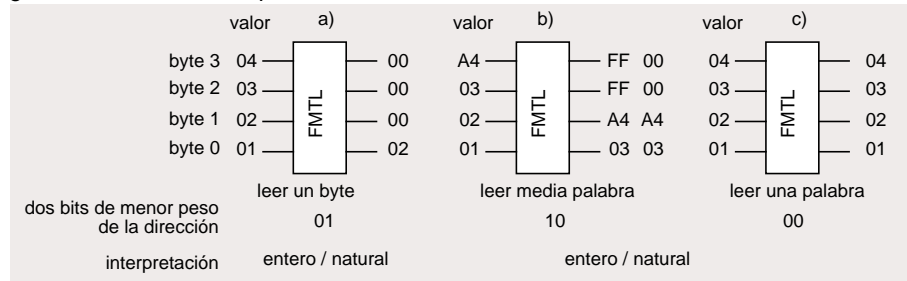 valor a) valor b) valor c)
byte 3 04 00 A4 FF 00 04 04
byte 2 03 00 03 FF 00 03 03
byte 1 02 00 02 A4 A4 02 02
byte 0 01 02 01 03 03 01 01
FMTL FMTL FMTL
leer un byte leer media palabra leer una palabra
dos bits de menor peso
de la dirección 01 10 00
interpretación entero / natural entero / natural